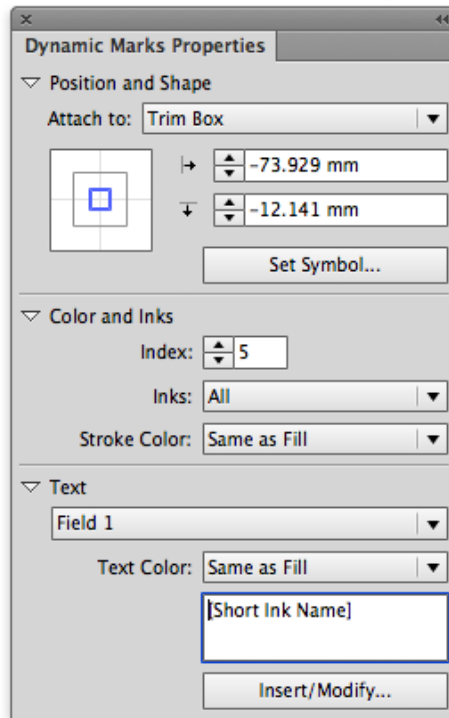 Dynamic Marks Properties
Position and Shape
Attach to: Trim Box
-73.929 mm
-12.141 mm
Set Symbol...
Color and Inks
Index: 5
Inks: All
Stroke Color: Same as Fill
Text
Field 1
Text Color: Same as Fill
[Short Ink Name]
Insert/Modify...